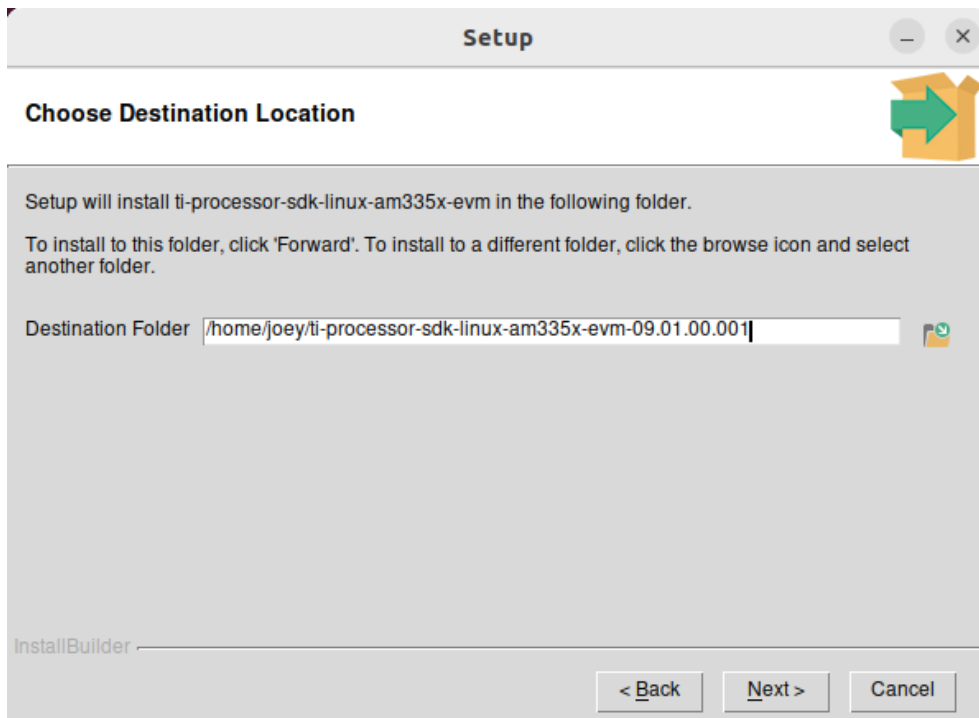 Setup
Choose Destination Location
Setup will install ti-processor-sdk-linux-am335x-evm in the following folder.
To install to this folder, click 'Forward'. To install to a different folder, click the browse icon and select
another folder.
Destination Folder /home/joey/ti-processor-sdk-linux-am335x-evm-09.01.00.001
InstallBuilder
< Back Next > Cancel